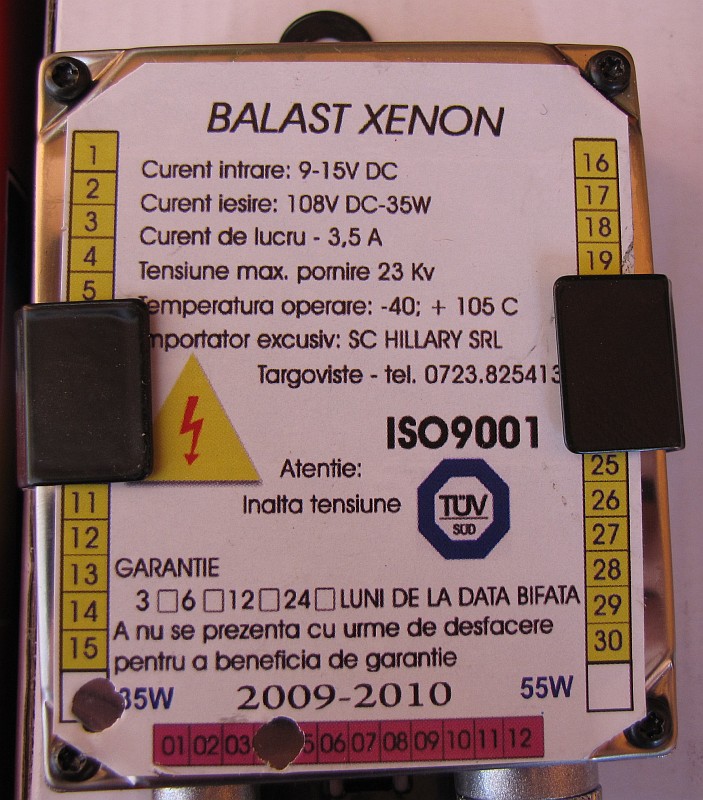 BALAST XENON
1
2
3
4
5
11
12
13
14
15
Curent intrare: 9-15V DC
Curent iesire: 108V DC-35W
Curent de lucru - 3,5 A
Tensiune max. pornire 23 Kv
Temperatura operare: -40; + 105 C
mportator excusiv: SC HILLARY SRL
Targoviste - tel. 0723.825413
ISO9001
Atentie:
Inalta tensiune
TÜV
SÜD
GARANTIE
3 □ 6 □ 12 □ 24 □ LUNI DE LA DATA BIFATA
A nu se prezenta cu urme de desfacere
pentru a beneficia de garantie
35W 2009-2010 55W
01 02 03 5 06 07 08 09 10 11 12
16
17
18
19
25
26
27
28
29
30